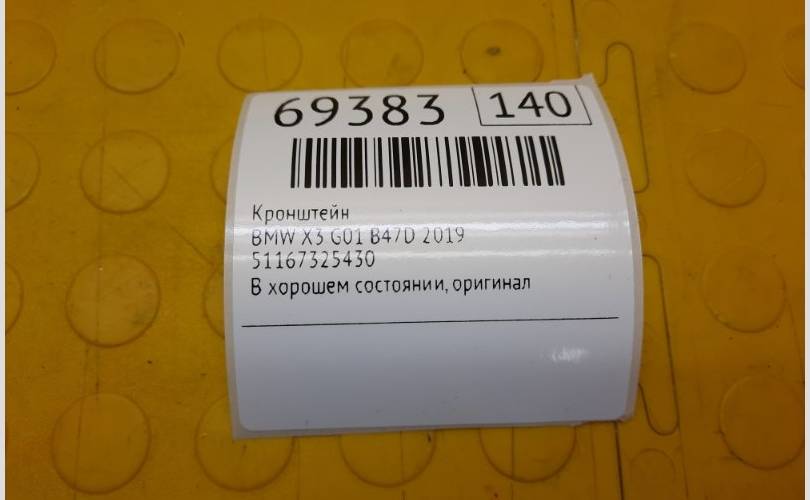 69383 140
Кронштейн
BMW X3 G01 B47D 2019
51167325430
В хорошем состоянии, оригинал